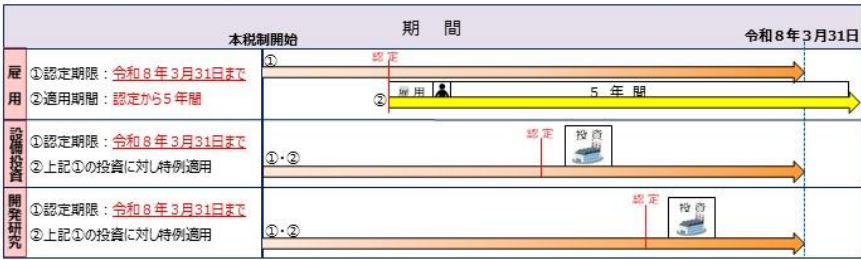 期 間
本税制開始
令和8年3月31日
雇用
①認定期限：令和8年3月31日まで
②適用期間：認定から5年間
①
認定
②
雇用
5年間
設備投資
①認定期限：令和8年3月31日まで
②上記①の投資に対し特例適用
①・②
認定
投資
開発研究
①認定期限：令和8年3月31日まで
②上記①の投資に対し特例適用
①・②
認定
投資